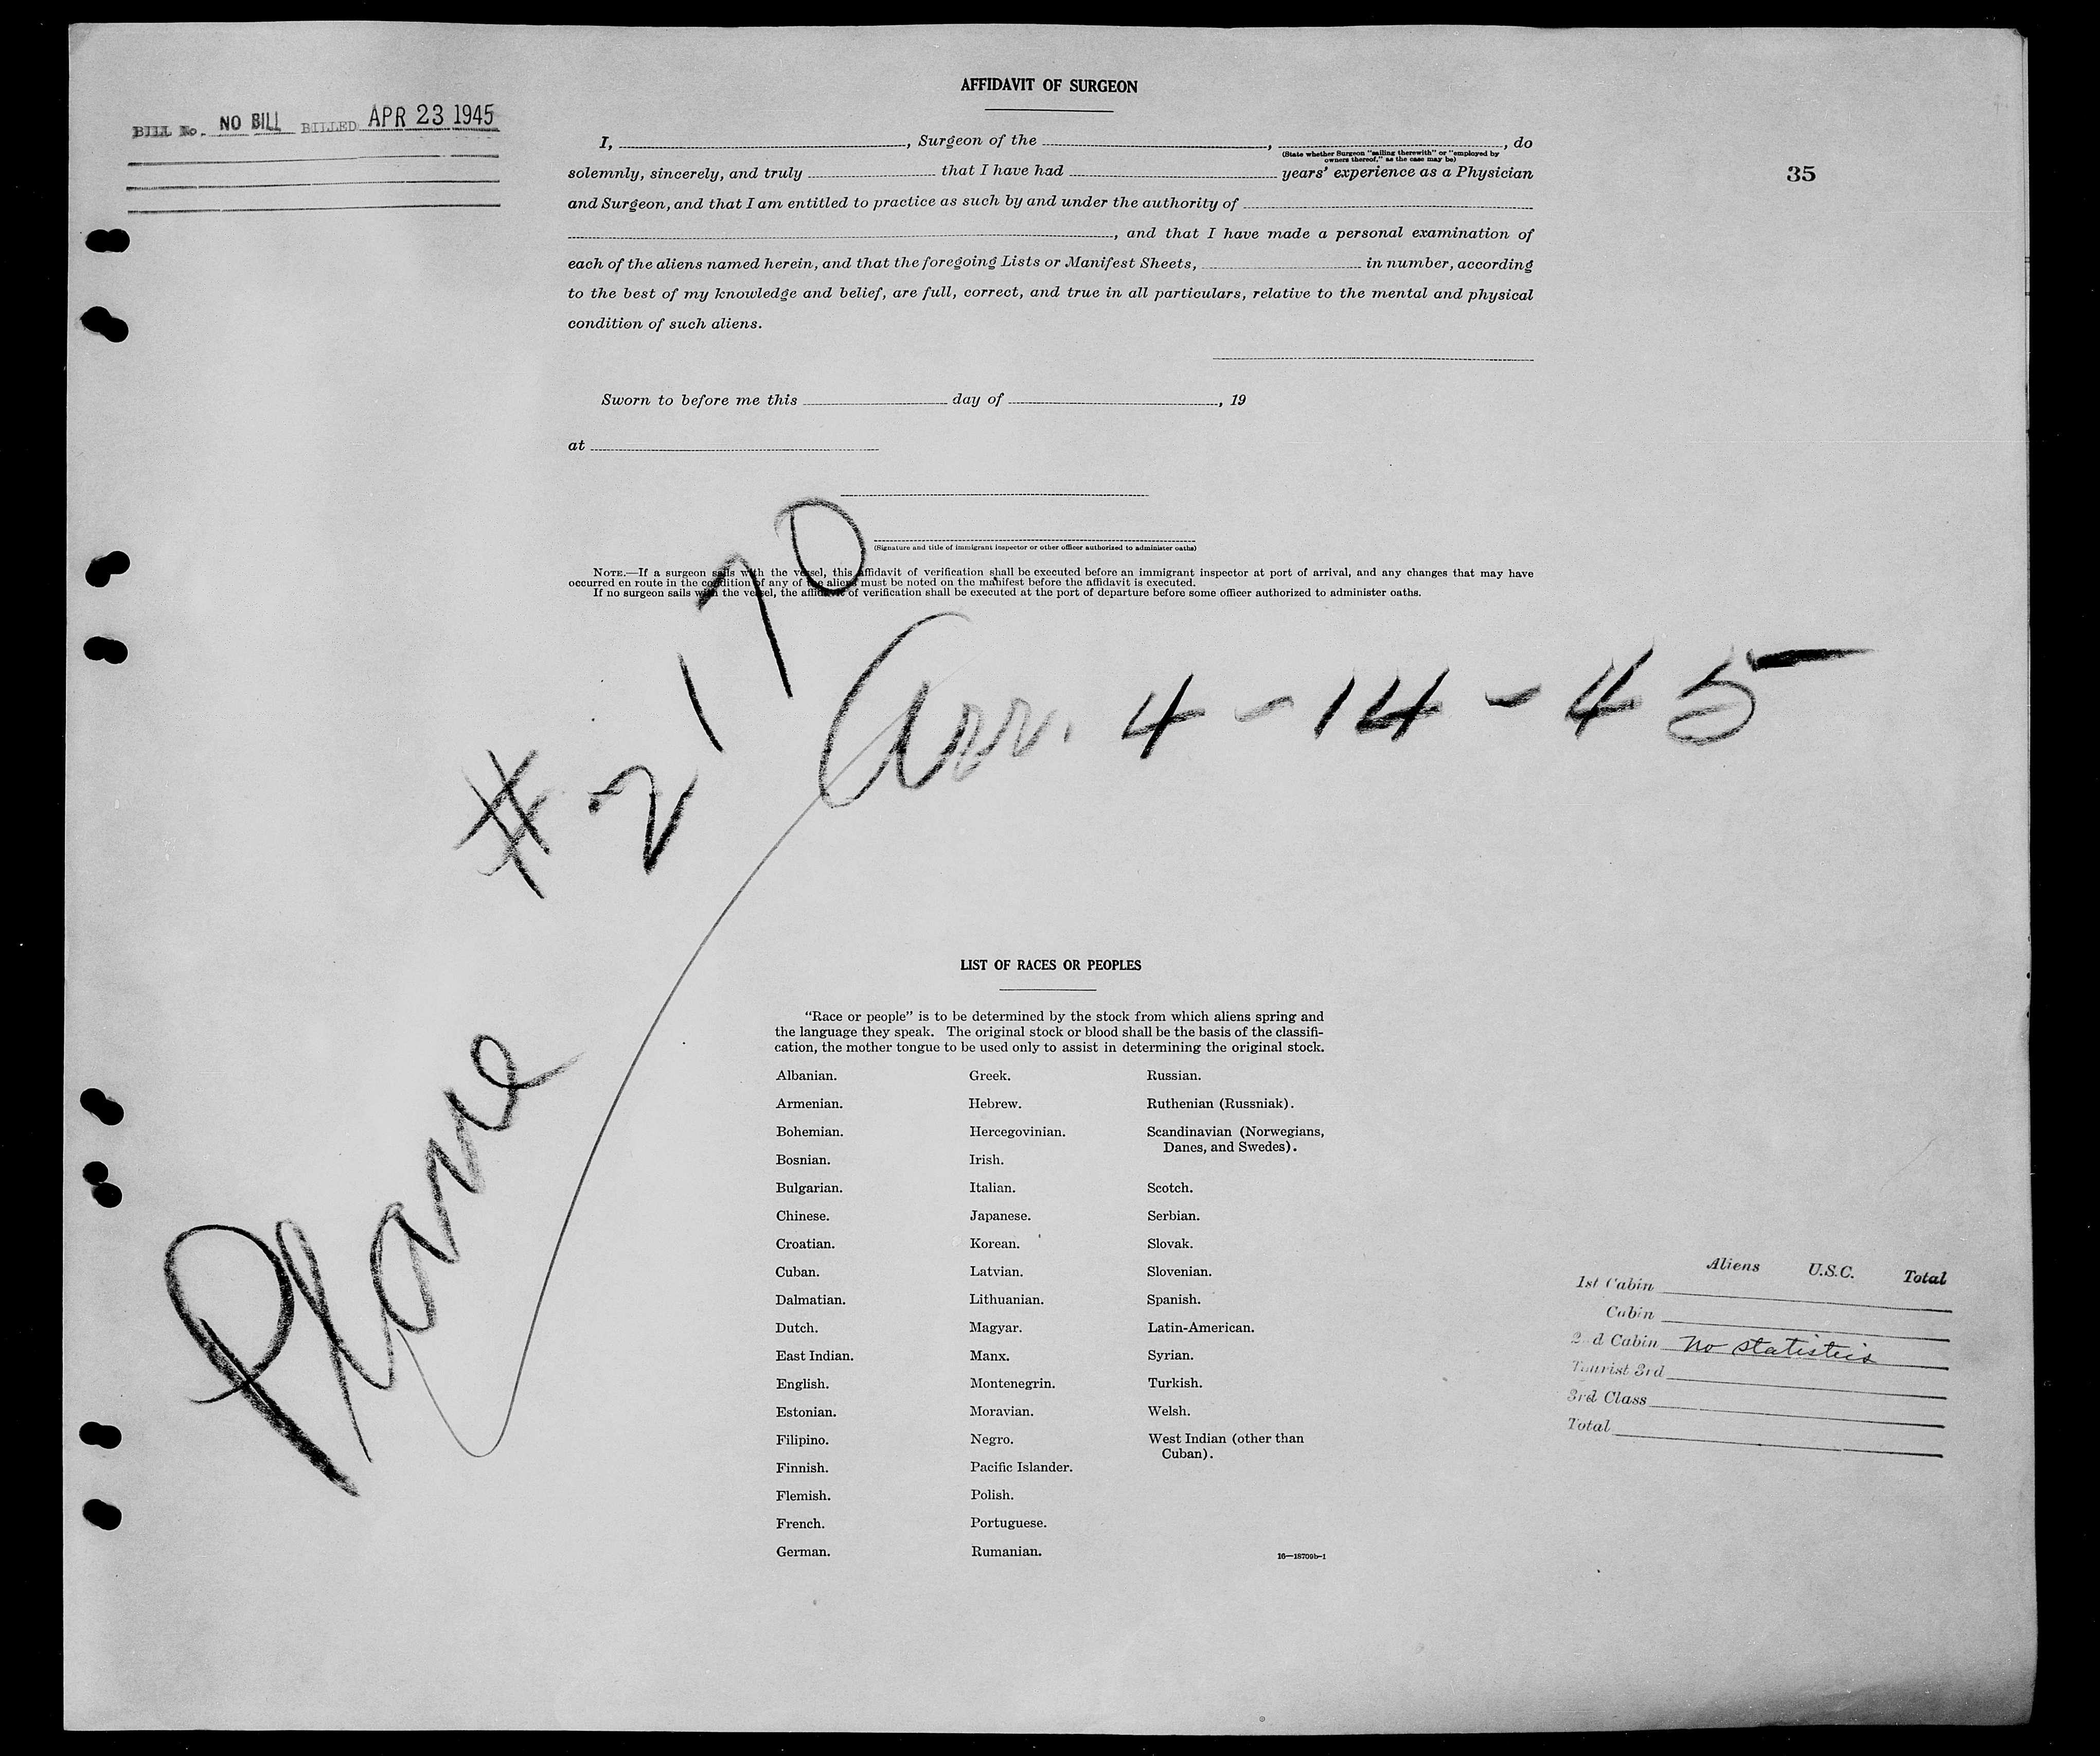 AFFIDAVIT OF SURGEON
BILL No. NO BILL BILLED APR 23 1945
35
I, , Surgeon of the , , do
(State whether Surgeon "sailing therewith" or "employed by
owners thereof," as the case may be)
solemnly, sincerely, and truly that I have had years' experience as a Physician
and Surgeon, and that I am entitled to practice as such by and under the authority of
, and that I have made a personal examination of
each of the aliens named herein, and that the foregoing Lists or Manifest Sheets, in number, according
to the best of my knowledge and belief, are full, correct, and true in all particulars, relative to the mental and physical
condition of such aliens.
Sworn to before me this day of , 19
at
(Signature and title of immigrant inspector or other officer authorized to administer oaths)
NOTE.—If a surgeon sails with the vessel, this affidavit of verification shall be executed before an immigrant inspector at port of arrival, and any changes that may have
occurred en route in the condition of any of the aliens must be noted on the manifest before the affidavit is executed.
If no surgeon sails with the vessel, the affidavit of verification shall be executed at the port of departure before some officer authorized to administer oaths.
Plane #2170
Arr. 4-14-45
LIST OF RACES OR PEOPLES
"Race or people" is to be determined by the stock from which aliens spring and
the language they speak. The original stock or blood shall be the basis of the classifi-
cation, the mother tongue to be used only to assist in determining the original stock.
Albanian.
Armenian.
Bohemian.
Bosnian.
Bulgarian.
Chinese.
Croatian.
Cuban.
Dalmatian.
Dutch.
East Indian.
English.
Estonian.
Filipino.
Finnish.
Flemish.
French.
German.
Greek.
Hebrew.
Hercegovinian.
Irish.
Italian.
Japanese.
Korean.
Latvian.
Lithuanian.
Magyar.
Manx.
Montenegrin.
Moravian.
Negro.
Pacific Islander.
Polish.
Portuguese.
Rumanian.
Russian.
Ruthenian (Russniak).
Scandinavian (Norwegians,
Danes, and Swedes).
Scotch.
Serbian.
Slovak.
Slovenian.
Spanish.
Latin-American.
Syrian.
Turkish.
Welsh.
West Indian (other than
Cuban).
16—18709b-1
Aliens U.S.C. Total
1st Cabin
Cabin
2nd Cabin No statistics
Tourist 3rd
3rd Class
Total